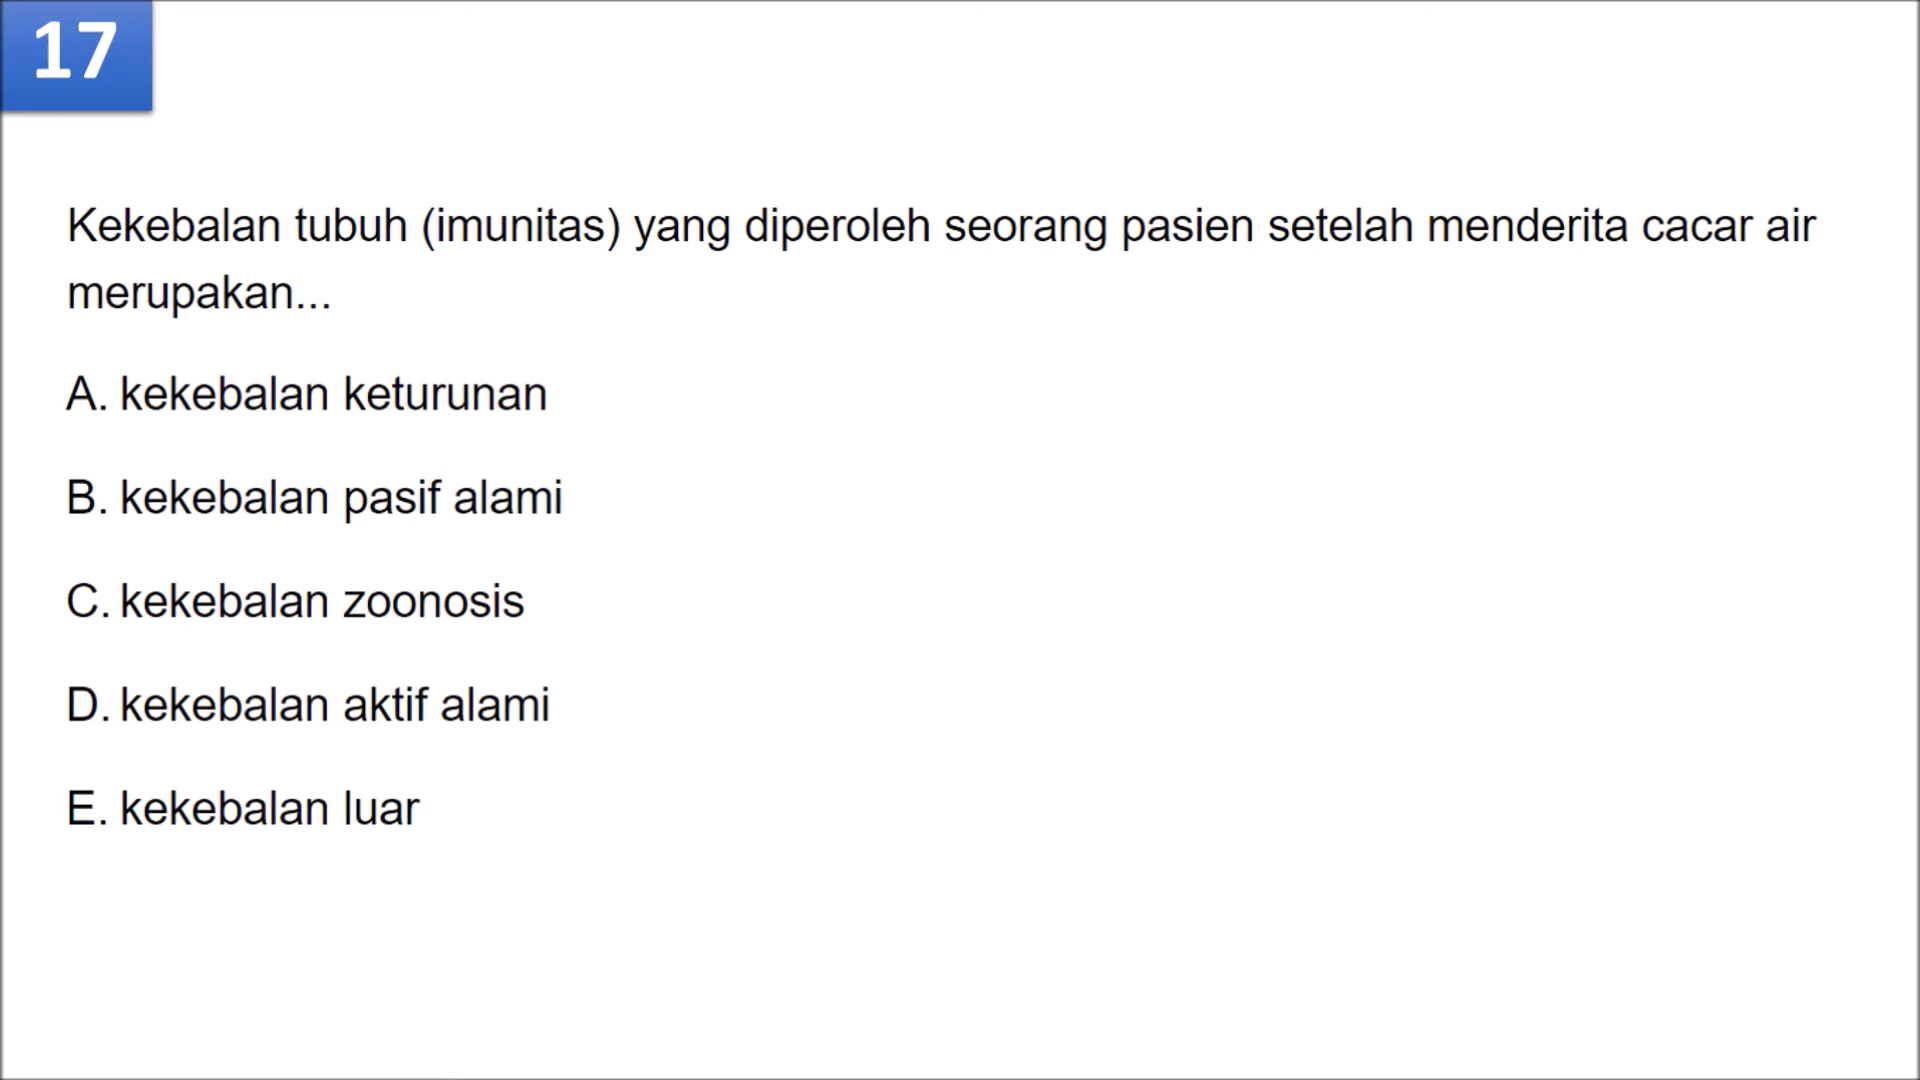 17
Kekebalan tubuh (imunitas) yang diperoleh seorang pasien setelah menderita cacar air
merupakan...
A. kekebalan keturunan
B. kekebalan pasif alami
C. kekebalan zoonosis
D. kekebalan aktif alami
E. kekebalan luar